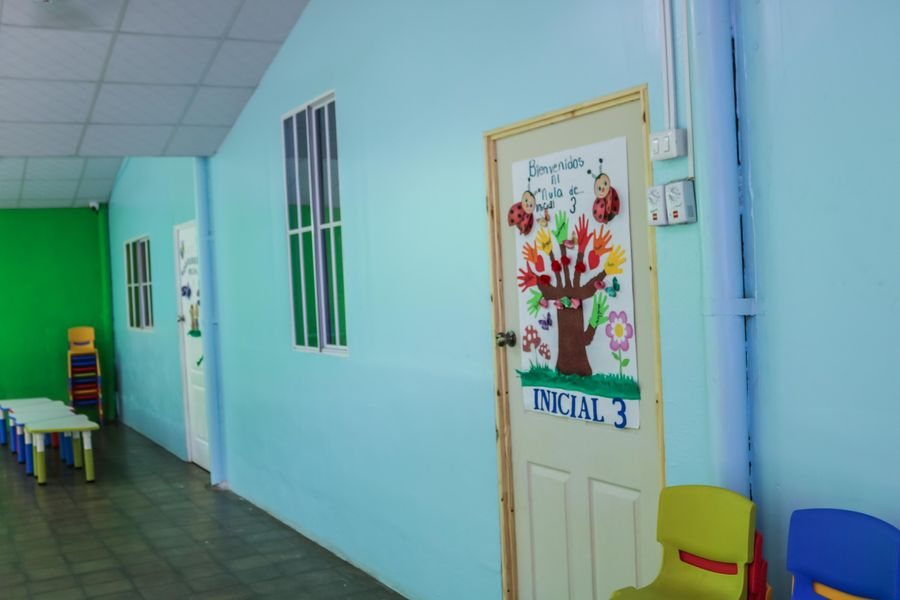 Bienvenidos
Al
Aula de
Inicial 3
INICIAL 3